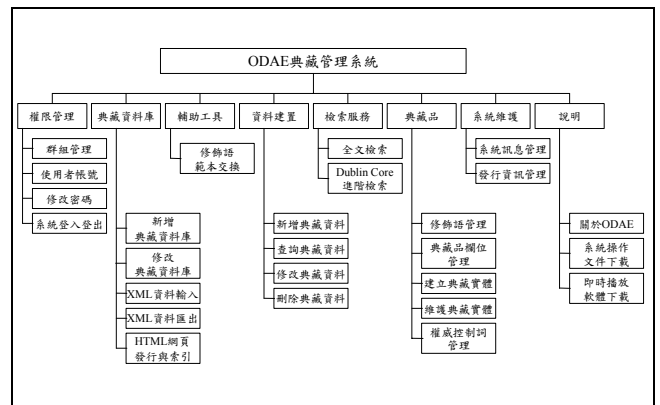 ODAE典藏管理系統
權限管理
典藏資料庫
輔助工具
資料建置
檢索服務
典藏品
系統維護
說明
群組管理
使用者帳號
修改密碼
系統登入登出
新增
典藏資料庫
修改
典藏資料庫
XML資料輸入
XML資料匯出
HTML網頁
發行與索引
修飾語
範本交換
新增典藏資料
查詢典藏資料
修改典藏資料
刪除典藏資料
全文檢索
Dublin Core
進階檢索
修飾語管理
典藏品欄位
管理
建立典藏實體
維護典藏實體
權威控制詞
管理
系統訊息管理
發行資訊管理
關於ODAE
系統操作
文件下載
即時播放
軟體下載